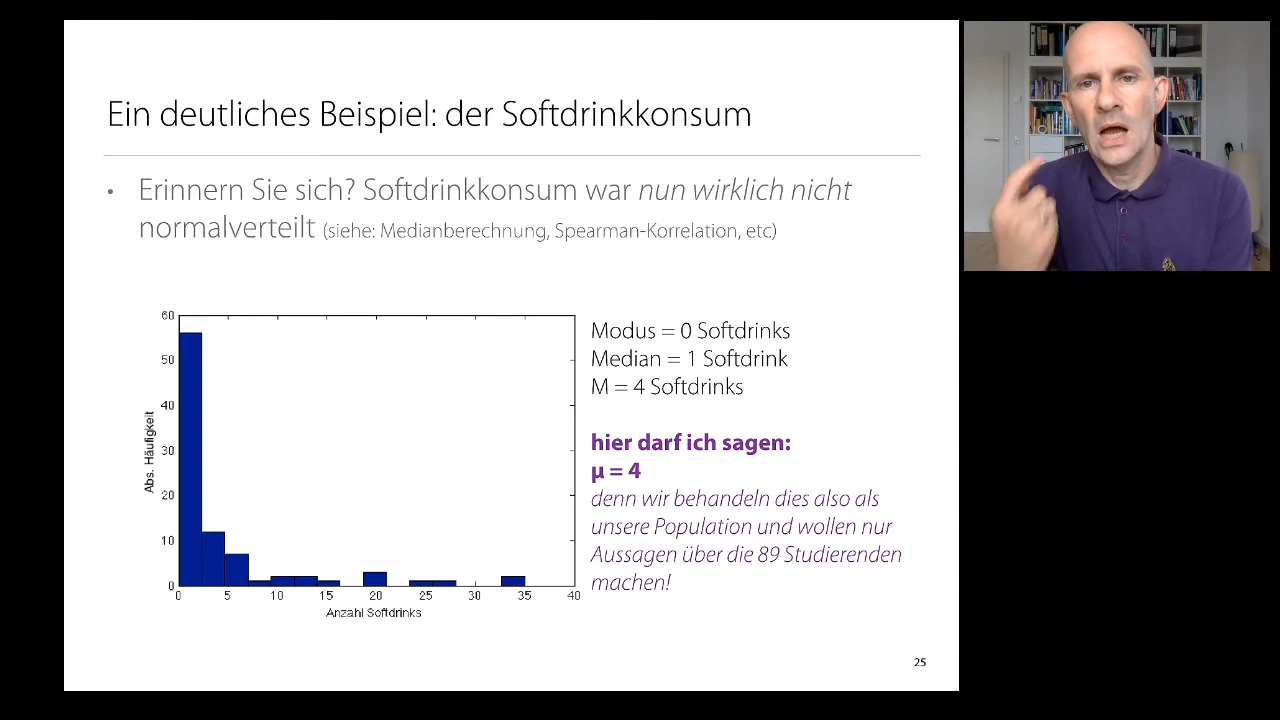 Ein deutliches Beispiel: der Softdrinkkonsum
• Erinnern Sie sich? Softdrinkkonsum war nun wirklich nicht
normalverteilt (siehe: Medianberechnung, Spearman-Korrelation, etc)
60
50
40
30
20
10
0
Abs. Häufigkeit
0 5 10 15 20 25 30 35 40
Anzahl Softdrinks
Modus = 0 Softdrinks
Median = 1 Softdrink
M = 4 Softdrinks
hier darf ich sagen:
µ = 4
denn wir behandeln dies also als
unsere Population und wollen nur
Aussagen über die 89 Studierenden
machen!
25